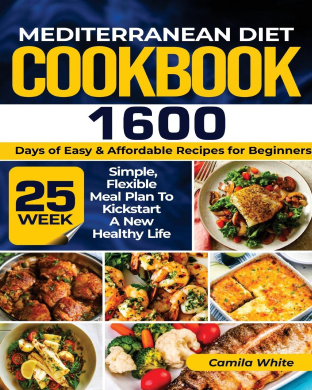 MEDITERRANEAN DIET
COOKBOOK
1600
Days of Easy & Affordable Recipes for Beginners
25
WEEK
Simple,
Flexible
Meal Plan To
Kickstart
A New
Healthy Life
Camila White